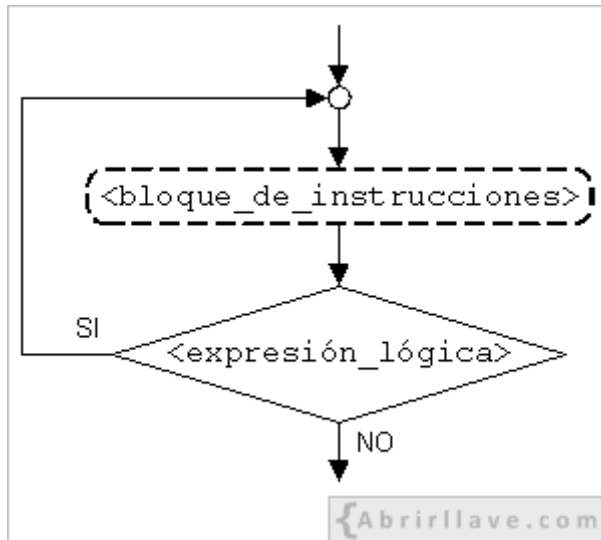 <bloque_de_instrucciones>
SI
<expresión_lógica>
NO
{Abrirllave.com